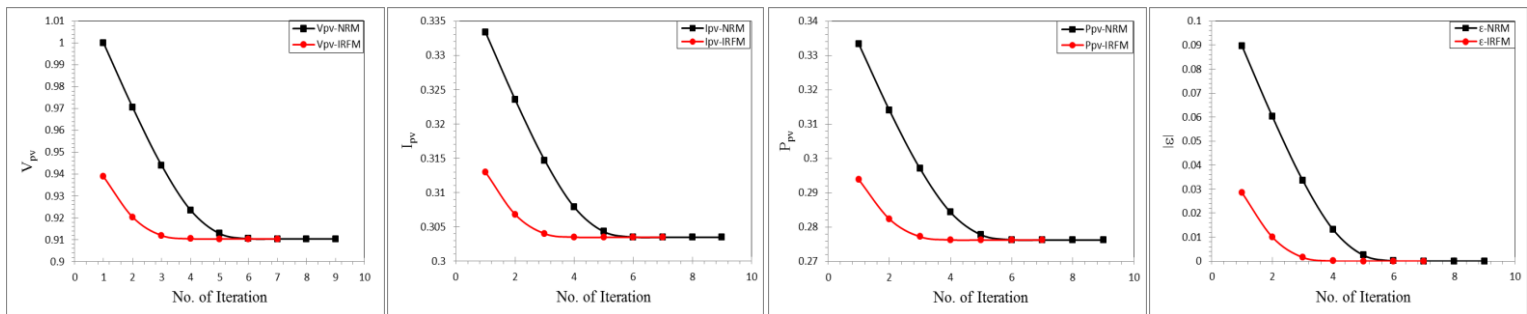 1.01
1
0.99
0.98
0.97
0.96
0.95
0.94
0.93
0.92
0.91
0.9
0 1 2 3 4 5 6 7 8 9 10
V_pv
No. of Iteration
Vpv-NRM
Vpv-IRFM
0.335
0.33
0.325
0.32
0.315
0.31
0.305
0.3
0 2 4 6 8 10
I_pv
No. of Iteration
Ipv-NRM
Ipv-IRFM
0.34
0.33
0.32
0.31
0.3
0.29
0.28
0.27
0 2 4 6 8 10
P_pv
No. of Iteration
Ppv-NRM
Ppv-IRFM
0.1
0.09
0.08
0.07
0.06
0.05
0.04
0.03
0.02
0.01
0
0 2 4 6 8 10
|ε|
No. of Iteration
ε-NRM
ε-IRFM